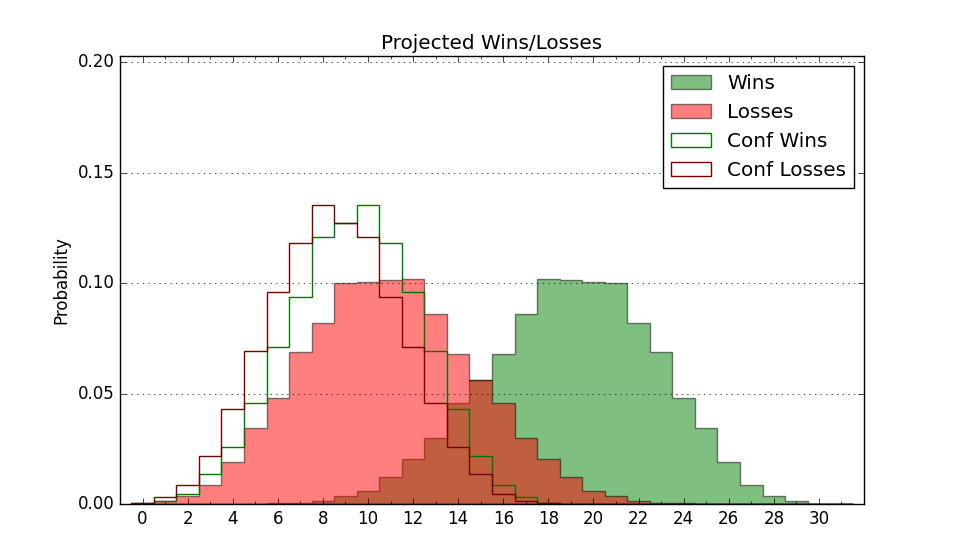 Projected Wins/Losses
0.20
0.15
0.10
0.05
0.00
Probability
Wins
Losses
Conf Wins
Conf Losses
0 2 4 6 8 10 12 14 16 18 20 22 24 26 28 30